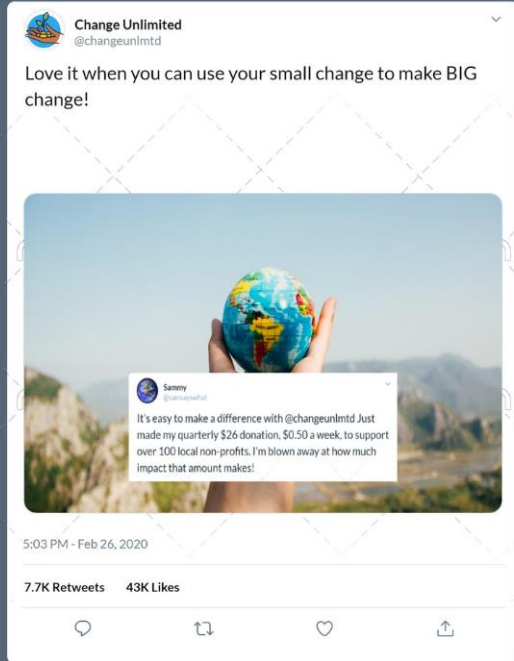 Change Unlimited
@changeunlmtd
Love it when you can use your small change to make BIG
change!
Sammy
It's easy to make a difference with @changeunlmtd Just
made my quarterly $26 donation, $0.50 a week, to support
over 100 local non-profits. I'm blown away at how much
impact that amount makes!
5:03 PM - Feb 26, 2020
7.7K Retweets 43K Likes